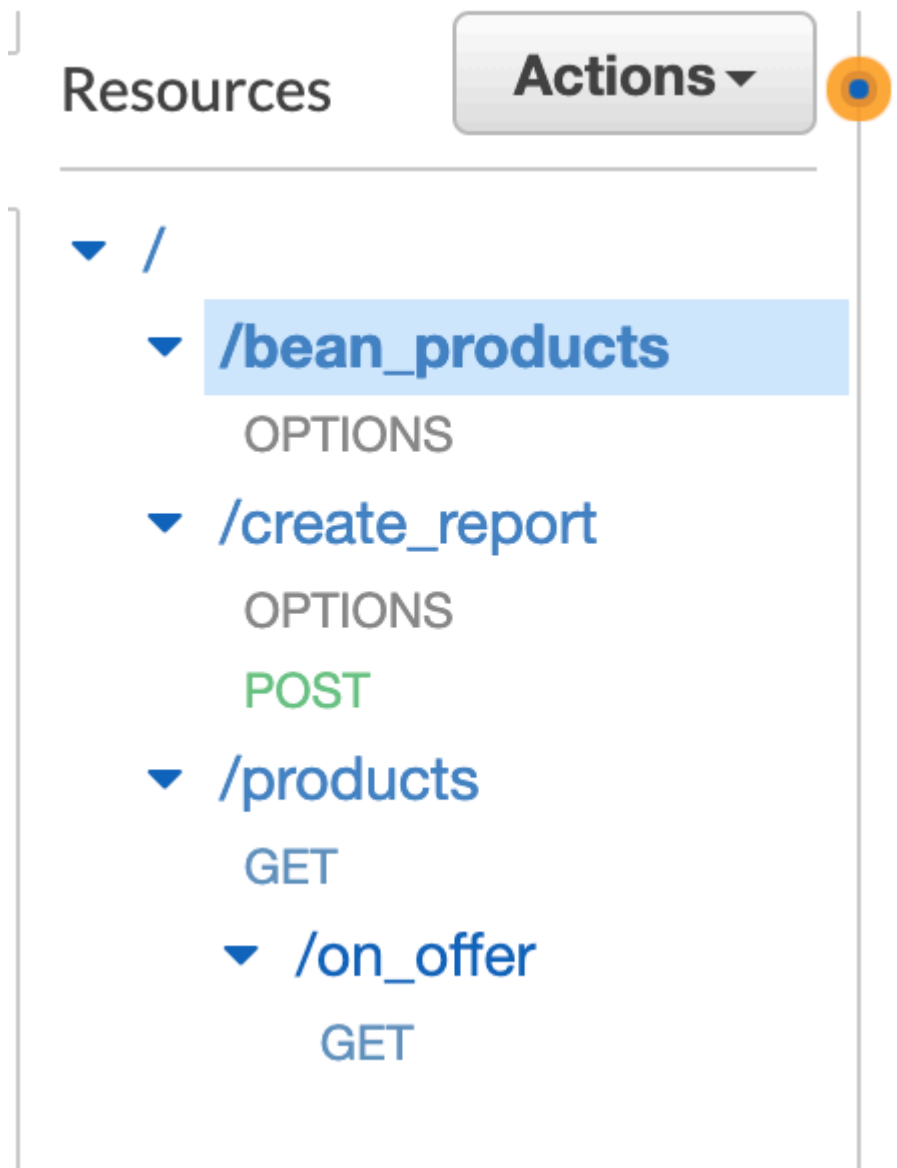 Resources
Actions
/
/bean_products
OPTIONS
/create_report
OPTIONS
POST
/products
GET
/on_offer
GET